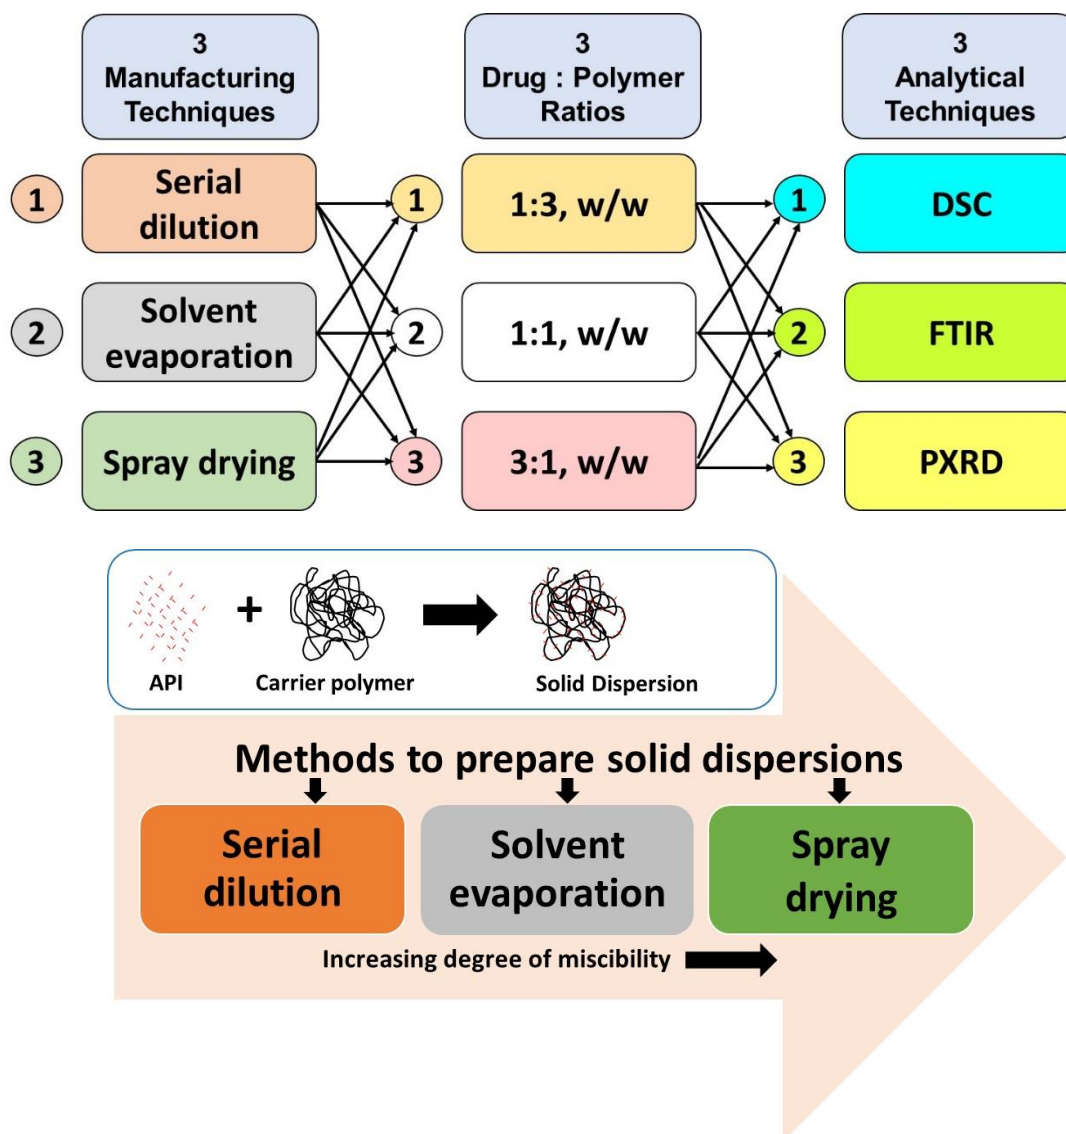 3
Manufacturing
Techniques
3
Drug : Polymer
Ratios
3
Analytical
Techniques
1
Serial
dilution
1
1:3, w/w
1
DSC
2
Solvent
evaporation
2
1:1, w/w
2
FTIR
3
Spray drying
3
3:1, w/w
3
PXRD
+
API
Carrier polymer
Solid Dispersion
Methods to prepare solid dispersions
Serial
dilution
Solvent
evaporation
Spray
drying
Increasing degree of miscibility